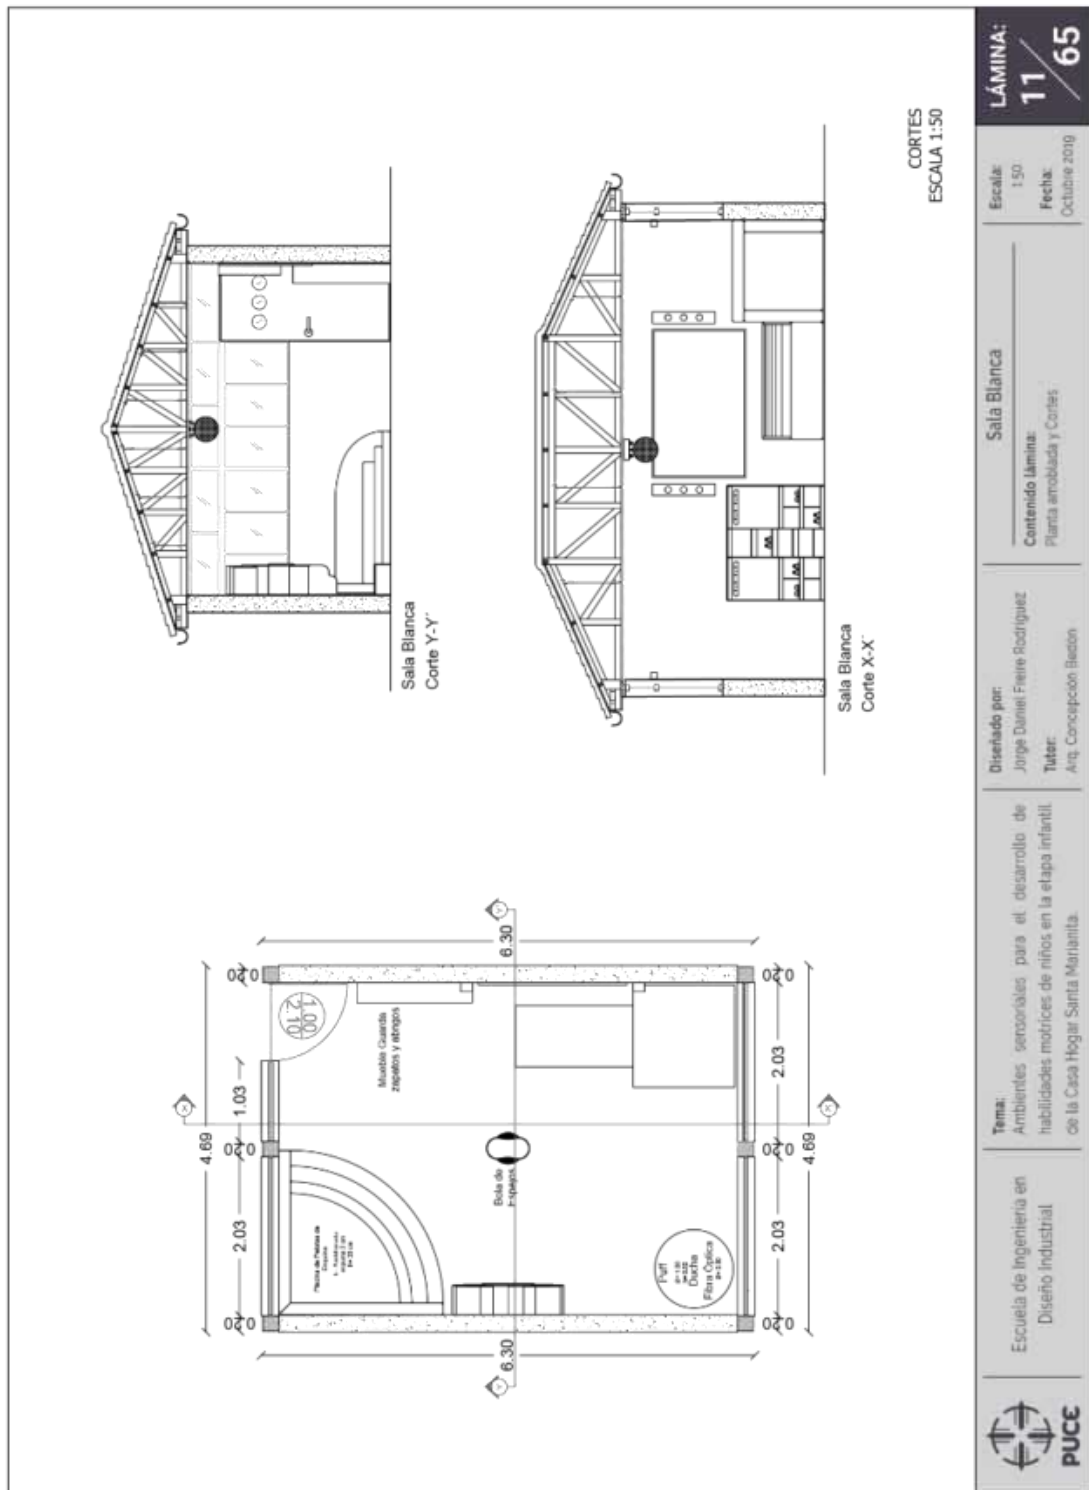 Sala Blanca
Corte Y-Y´
Sala Blanca
Corte X-X´
CORTES
ESCALA 1:50
4.69
0.20
2.03
0.20
1.03
0.20
6.30
6.30
1.00
2.10
Mueble Guarda
zapatos y abrigos
Bola de
Espejos
Puff
Ducha
Fibra Óptica
0.20
2.03
0.20
2.03
0.20
4.69
X
X
Y
Y
PUCE
Escuela de Ingeniería en
Diseño Industrial
Tema:
Ambientes sensoriales para el desarrollo de
habilidades motrices de niños en la etapa infantil
de la Casa Hogar Santa Marianita.
Diseñado por:
Jorge Daniel Freire Rodríguez
Tutor:
Arq. Concepción Bedón
Sala Blanca
Contenido lámina:
Planta amoblada y Cortes
Escala:
1:50
Fecha:
Octubre 2019
LÁMINA:
11/65